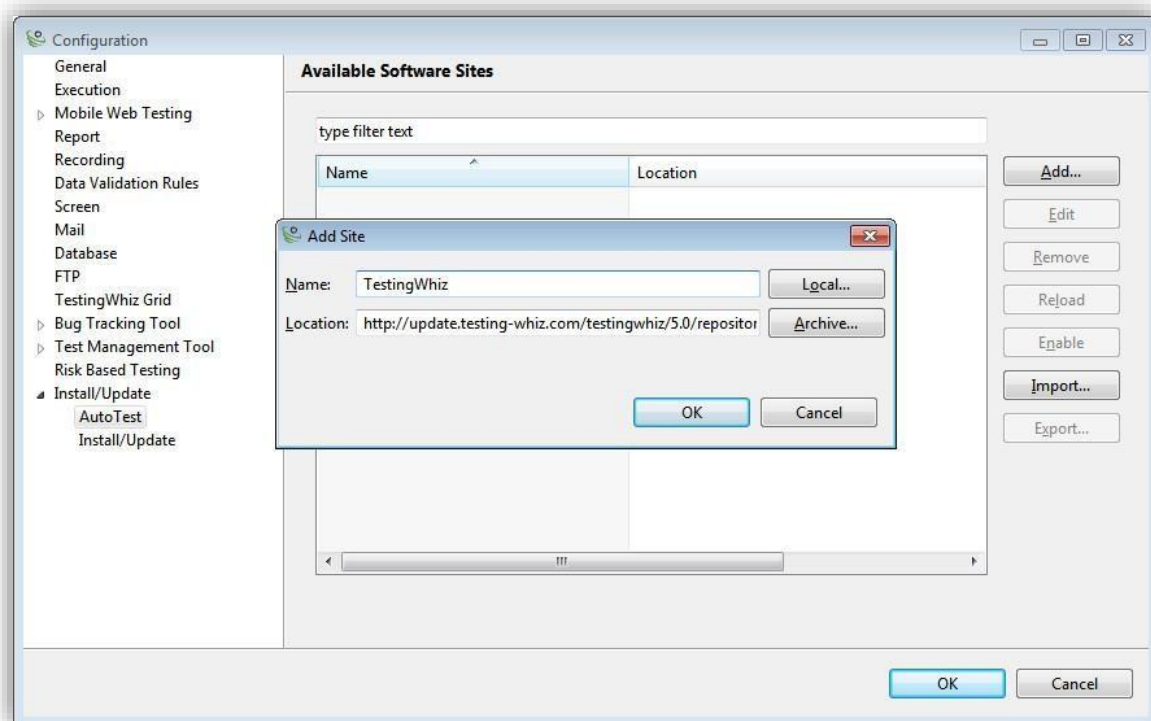 Configuration
General
Execution
Mobile Web Testing
Report
Recording
Data Validation Rules
Screen
Mail
Database
FTP
TestingWhiz Grid
Bug Tracking Tool
Test Management Tool
Risk Based Testing
Install/Update
AutoTest
Install/Update
Available Software Sites
type filter text
Name Location
Add...
Edit
Remove
Reload
Enable
Import...
Export...
Add Site
Name: TestingWhiz Local...
Location: http://update.testing-whiz.com/testingwhiz/5.0/repositor Archive...
OK Cancel
OK Cancel